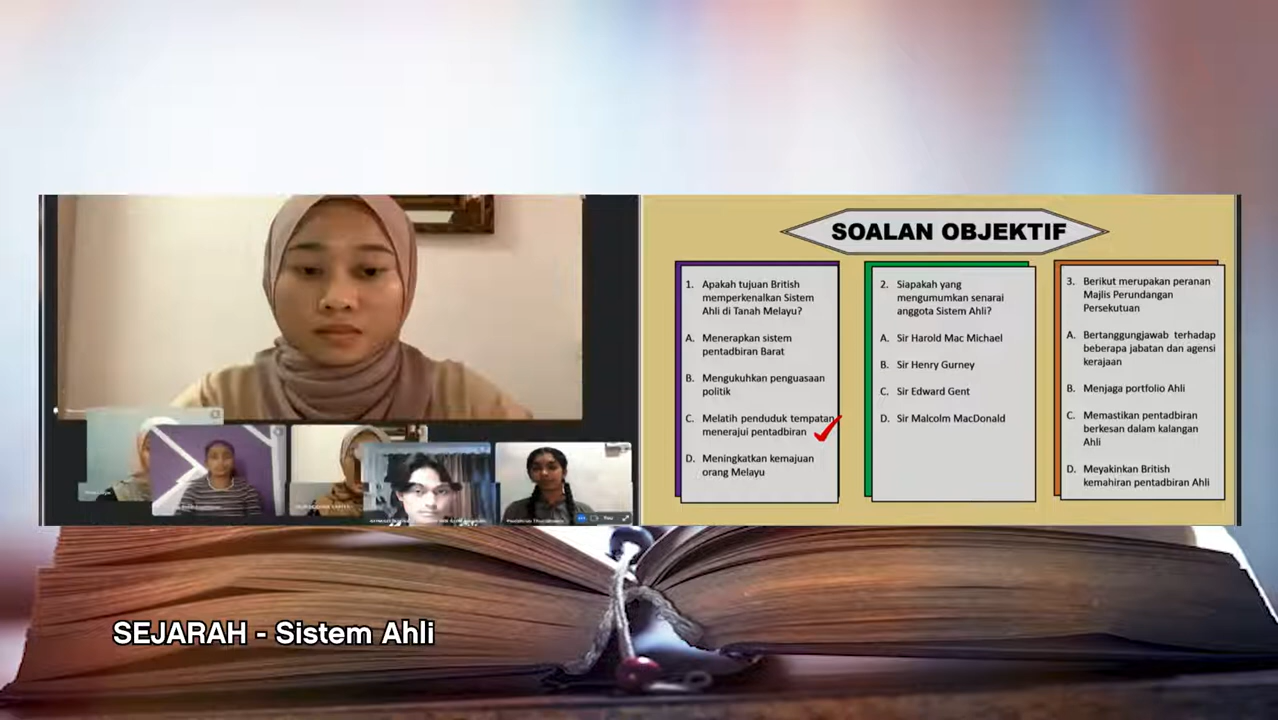 SOALAN OBJEKTIF
1. Apakah tujuan British
memperkenalkan Sistem
Ahli di Tanah Melayu?
A. Menerapkan sistem
pentadbiran Barat
B. Mengukuhkan penguasaan
politik
C. Melatih penduduk tempatan
menerajui pentadbiran
D. Meningkatkan kemajuan
orang Melayu
2. Siapakah yang
mengumumkan senarai
anggota Sistem Ahli?
A. Sir Harold Mac Michael
B. Sir Henry Gurney
C. Sir Edward Gent
D. Sir Malcolm MacDonald
3. Berikut merupakan peranan
Majlis Perundangan
Persekutuan
A. Bertanggungjawab terhadap
beberapa jabatan dan agensi
kerajaan
B. Menjaga portfolio Ahli
C. Memastikan pentadbiran
berkesan dalam kalangan
Ahli
D. Meyakinkan British
kemahiran pentadbiran Ahli
SEJARAH - Sistem Ahli